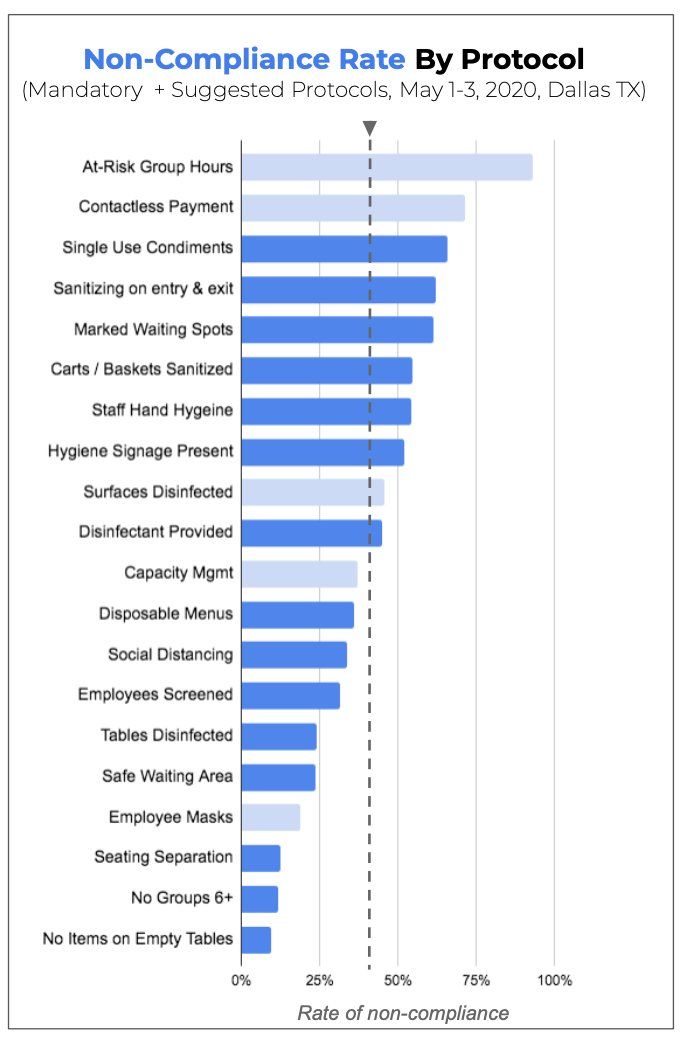 Non-Compliance Rate By Protocol
(Mandatory + Suggested Protocols, May 1-3, 2020, Dallas TX)
At-Risk Group Hours
Contactless Payment
Single Use Condiments
Sanitizing on entry & exit
Marked Waiting Spots
Carts / Baskets Sanitized
Staff Hand Hygeine
Hygiene Signage Present
Surfaces Disinfected
Disinfectant Provided
Capacity Mgmt
Disposable Menus
Social Distancing
Employees Screened
Tables Disinfected
Safe Waiting Area
Employee Masks
Seating Separation
No Groups 6+
No Items on Empty Tables
0% 25% 50% 75% 100%
Rate of non-compliance